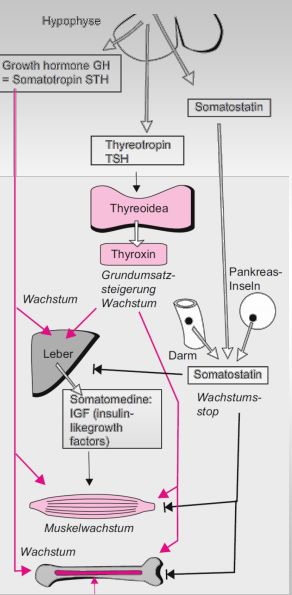 Hypophyse
Growth hormone GH
= Somatotropin STH
Somatostatin
Thyreotropin
TSH
Thyreoidea
Thyroxin
Grundumsatz-
steigerung
Wachstum
Wachstum
Pankreas-
Inseln
Leber
Darm
Somatostatin
Wachstums-
stop
Somatomedine:
IGF (insulin-
likegrowth
factors)
Muskelwachstum
Wachstum